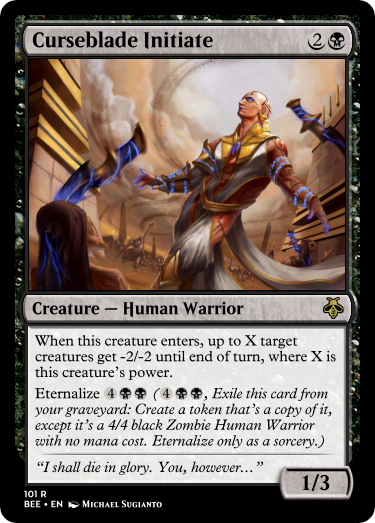 Curseblade Initiate 2
Creature — Human Warrior
When this creature enters, up to X target
creatures get -2/-2 until end of turn, where X is
this creature's power.
Eternalize 4 ( 4 , Exile this card from
your graveyard: Create a token that's a copy of it,
except it's a 4/4 black Zombie Human Warrior
with no mana cost. Eternalize only as a sorcery.)
“I shall die in glory. You, however…”
1/3
101 R
BEE • EN Michael Sugianto